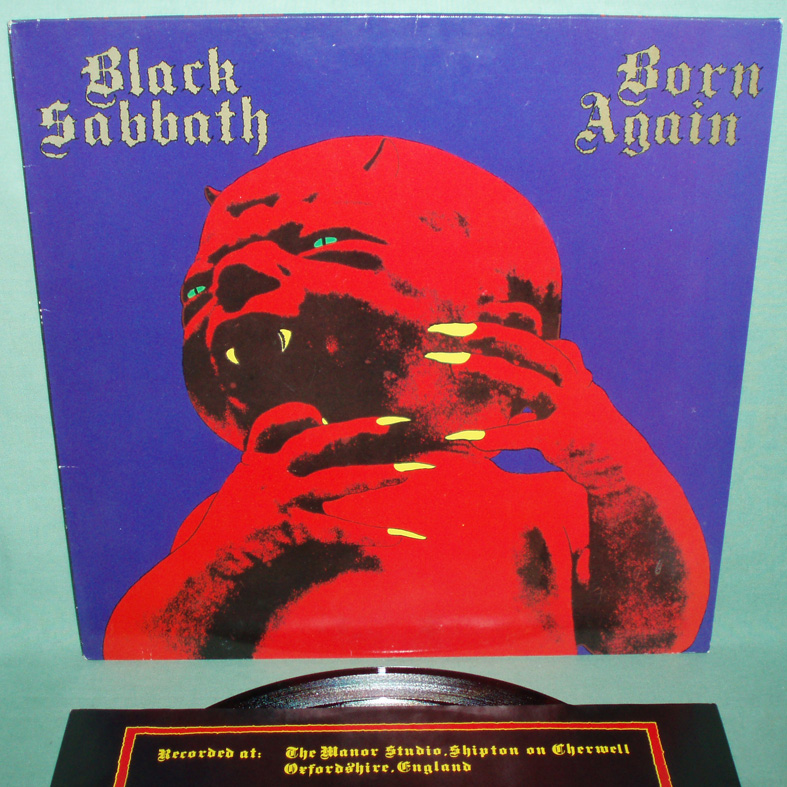 Black
Sabbath
Born
Again
Recorded at: The Manor Studio, Shipton on Cherwell
Oxfordshire, England